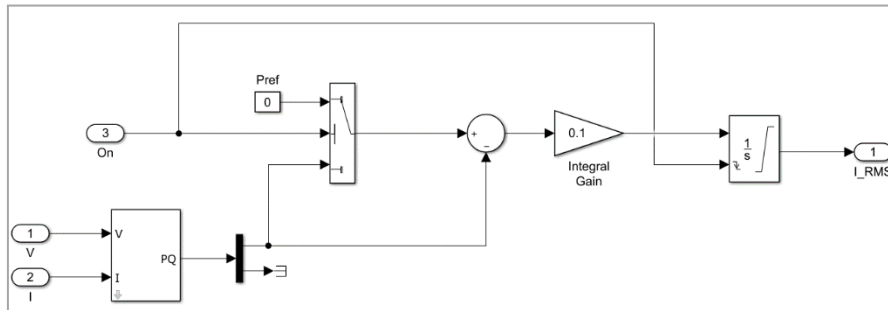 Pref
0
3
On
+
−
0.1
Integral
Gain
1
s
1
I_RMS
1
V
2
I
V
I
PQ